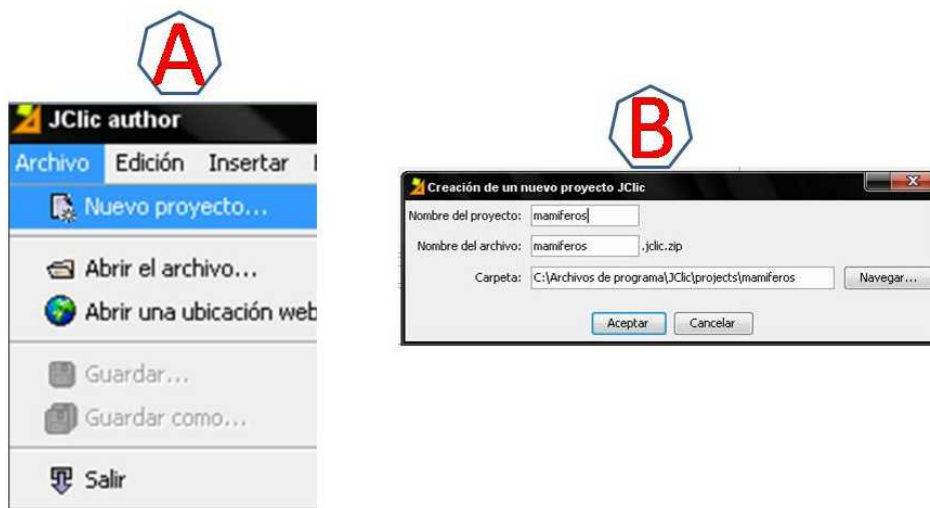 A
JClic author
Archivo Edición Insertar
Nuevo proyecto...
Abrir el archivo...
Abrir una ubicación web
Guardar...
Guardar como...
Salir
B
Creación de un nuevo proyecto JClic
Nombre del proyecto: mamiferos
Nombre del archivo: mamiferos .jclic.zip
Carpeta: C:\Archivos de programa\JClic\projects\mamiferos Navegar...
Aceptar Cancelar